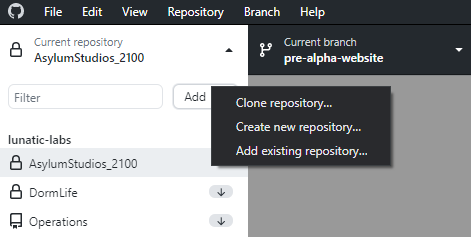 File Edit View Repository Branch Help
Current repository
AsylumStudios_2100
Current branch
pre-alpha-website
Filter
Add
Clone repository...
Create new repository...
Add existing repository...
lunatic-labs
AsylumStudios_2100
DormLife
Operations